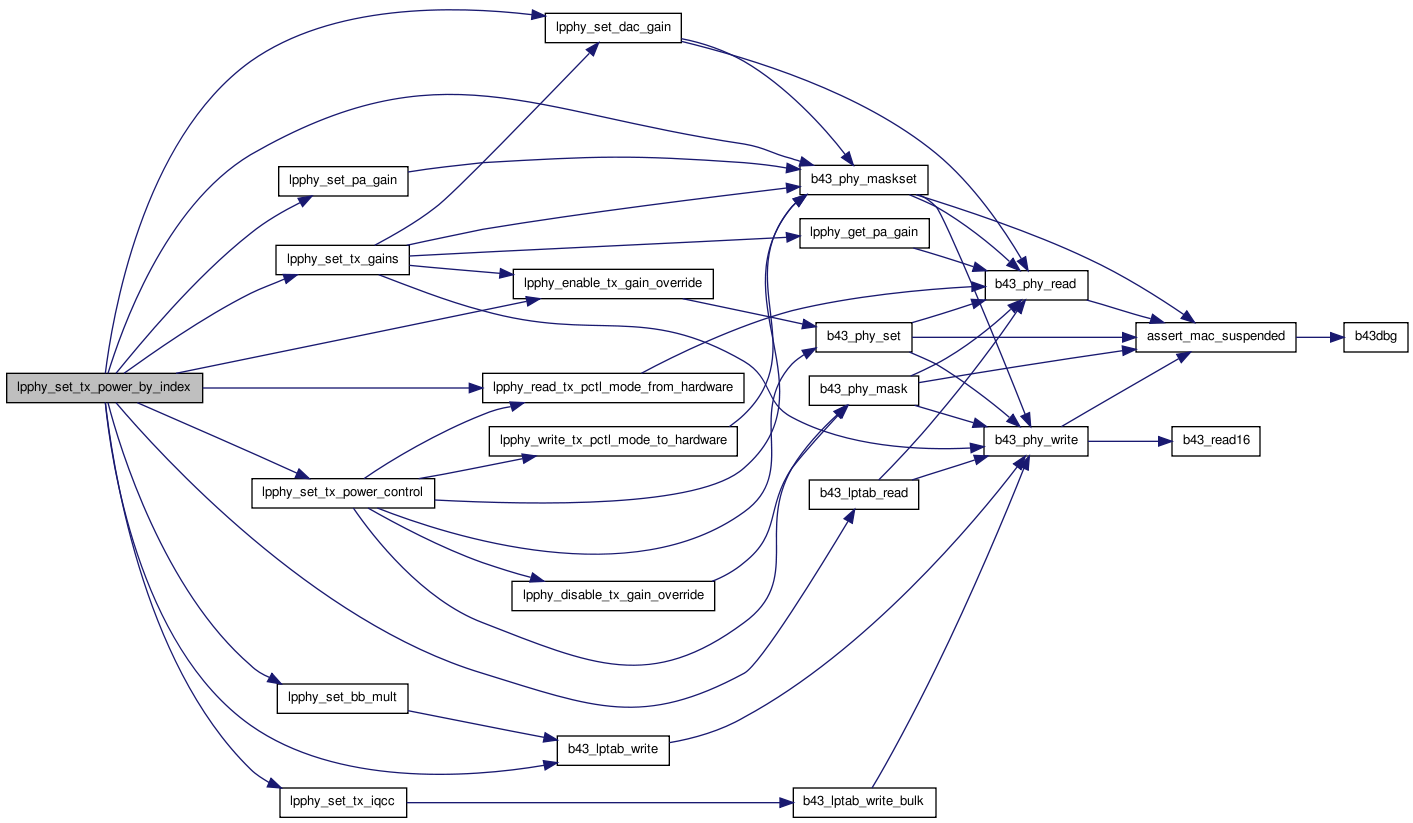 lpphy_set_dac_gain
lpphy_set_pa_gain
b43_phy_maskset
lpphy_get_pa_gain
lpphy_set_tx_gains
lpphy_enable_tx_gain_override
b43_phy_read
b43_phy_set
assert_mac_suspended
b43dbg
lpphy_set_tx_power_by_index
lpphy_read_tx_pctl_mode_from_hardware
b43_phy_mask
lpphy_write_tx_pctl_mode_to_hardware
b43_phy_write
b43_read16
lpphy_set_tx_power_control
b43_lptab_read
lpphy_disable_tx_gain_override
lpphy_set_bb_mult
b43_lptab_write
lpphy_set_tx_iqcc
b43_lptab_write_bulk